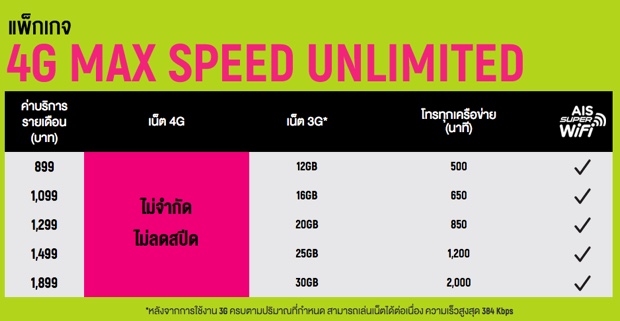 แพ็กเกจ
4G MAX SPEED UNLIMITED
ค่าบริการ
รายเดือน
(บาท)
เน็ต 4G
เน็ต 3G*
โทรทุกเครือข่าย
(นาที)
AIS
SUPER
WiFi
899 12GB 500 ✓
1,099 16GB 650 ✓
ไม่จำกัด
ไม่ลดสปีด
1,299 20GB 850 ✓
1,499 25GB 1,200 ✓
1,899 30GB 2,000 ✓
*หลังจากการใช้งาน 3G ครบตามปริมาณที่กำหนด สามารถเล่นเน็ตได้ต่อเนื่อง ความเร็วสูงสุด 384 Kbps